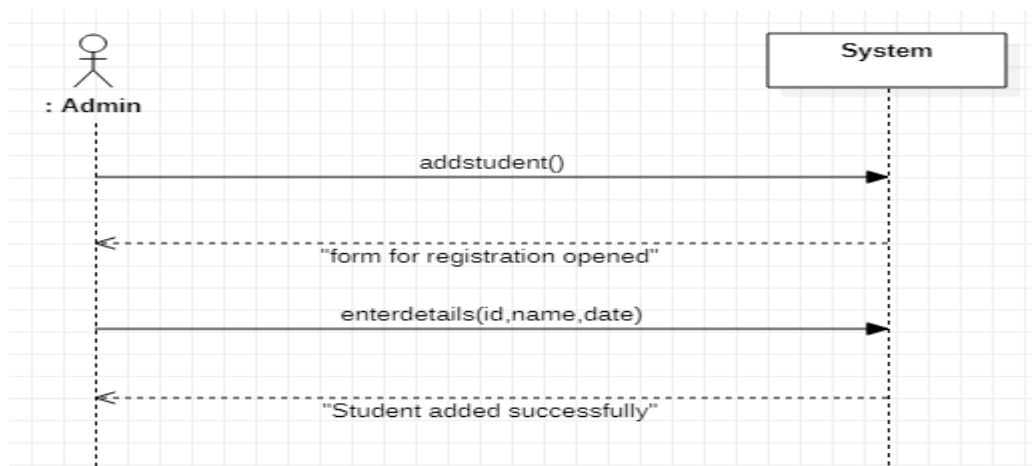 System
: Admin
addstudent()
"form for registration opened"
enterdetails(id,name,date)
"Student added successfully"